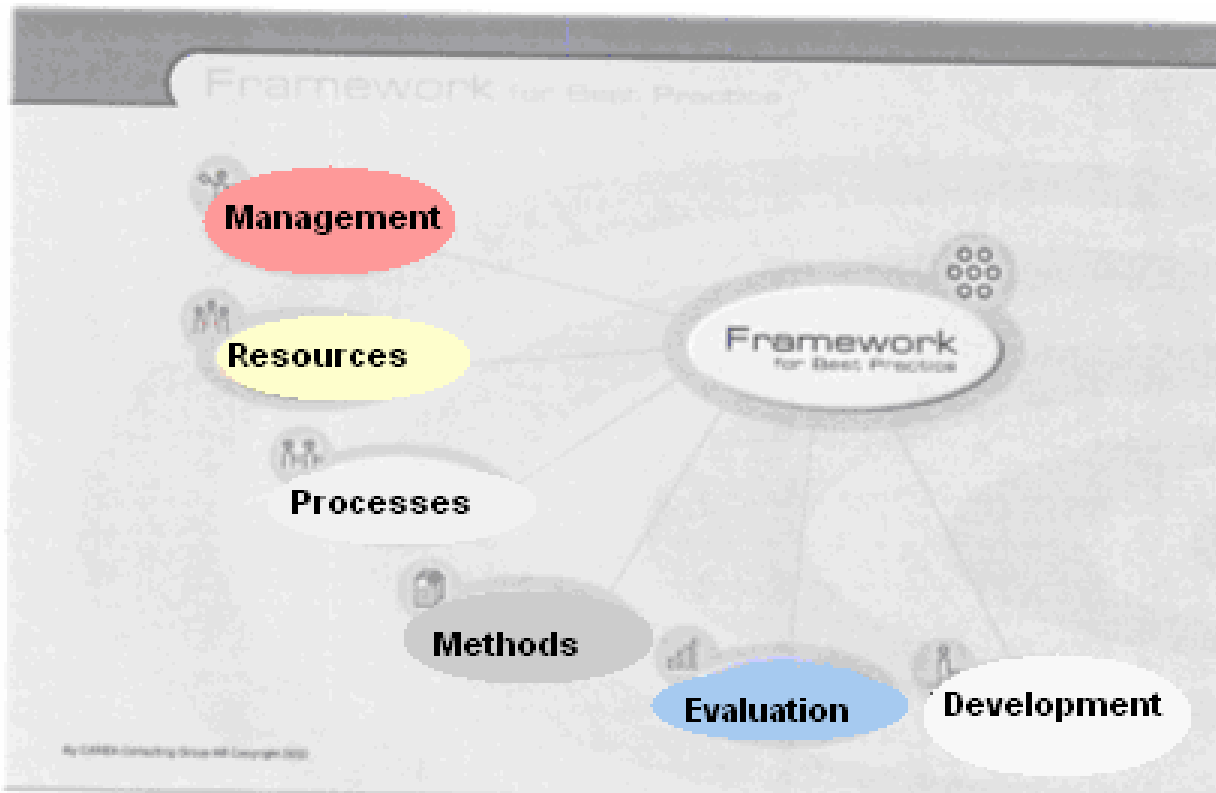 Framework for Best Practice
Management
Framework
for Best Practice
Resources
Processes
Methods
Evaluation
Development